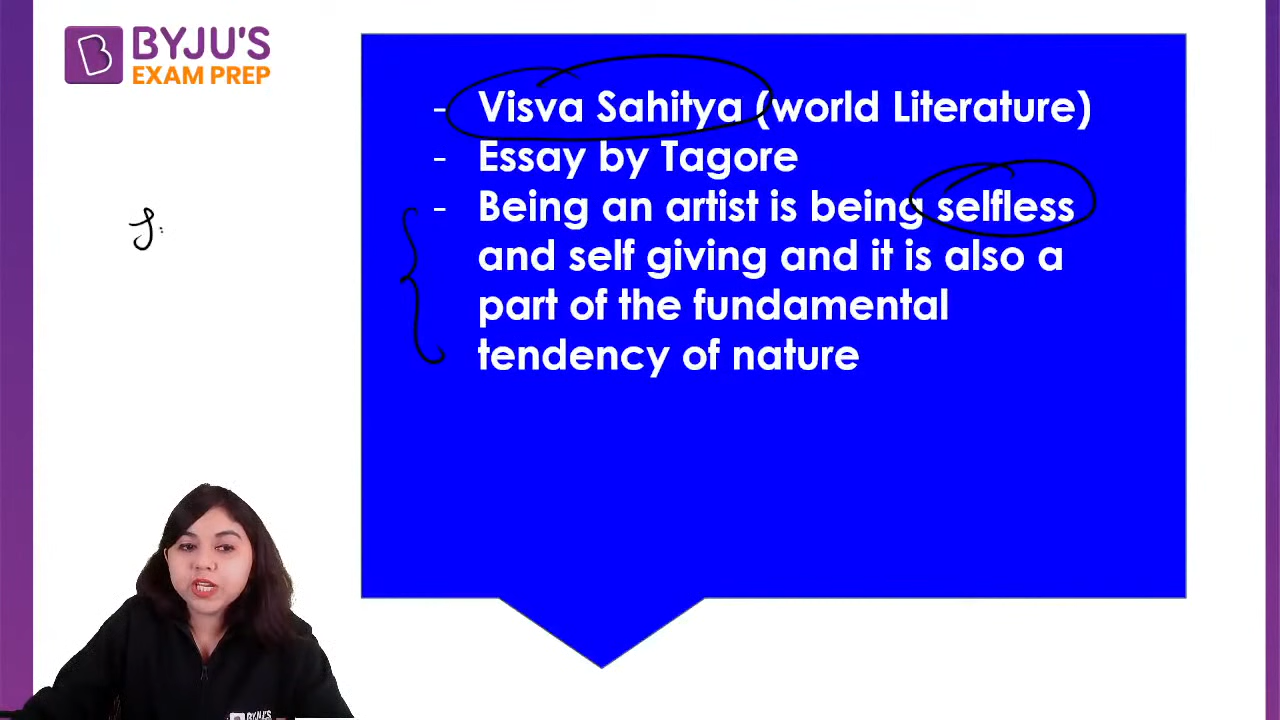 BYJU'S
EXAM PREP
- Visva Sahitya (world Literature)
- Essay by Tagore
- Being an artist is being selfless
and self giving and it is also a
part of the fundamental
tendency of nature
BYJU'S